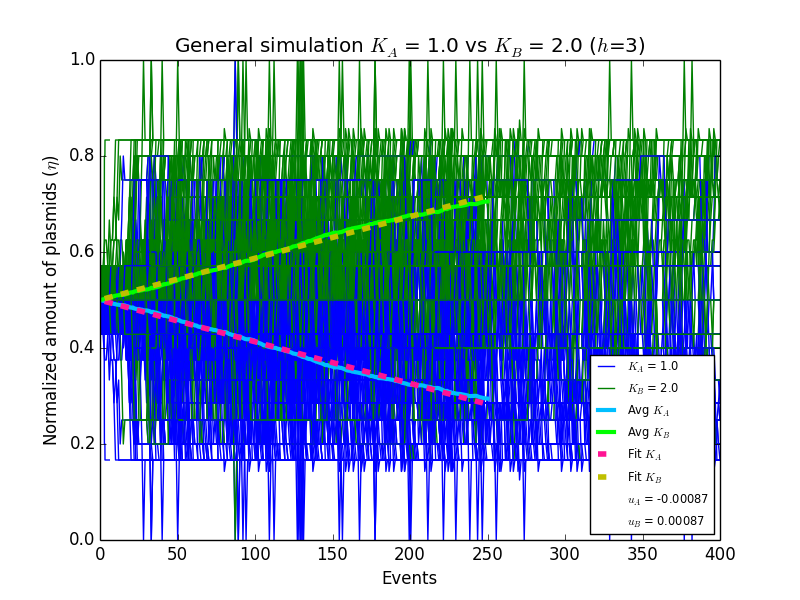 General simulation K_A = 1.0 vs K_B = 2.0 (h=3)
Normalized amount of plasmids (η)
1.0
0.8
0.6
0.4
0.2
0.0
K_A = 1.0
K_B = 2.0
Avg K_A
Avg K_B
Fit K_A
Fit K_B
u_A = -0.00087
u_B = 0.00087
0 50 100 150 200 250 300 350 400
Events